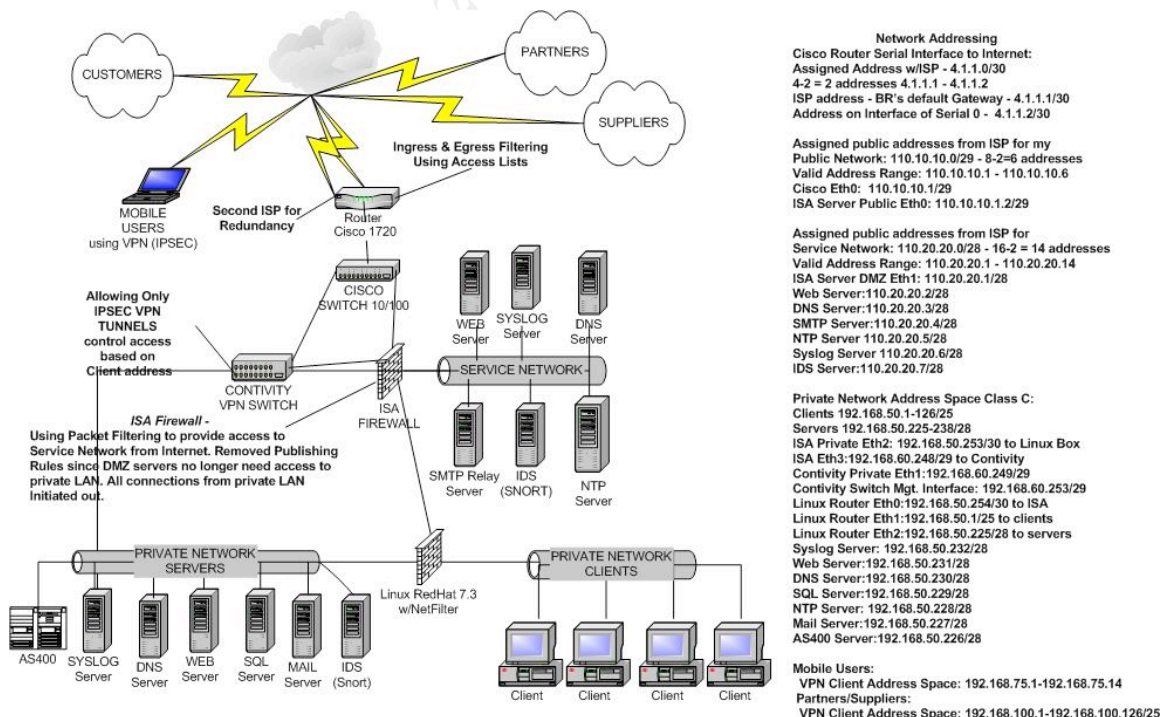 CUSTOMERS
PARTNERS
SUPPLIERS
Ingress & Egress Filtering
Using Access Lists
MOBILE
USERS
using VPN (IPSEC)
Second ISP for
Redundancy
Router
Cisco 1720
CISCO
SWITCH 10/100
Allowing Only
IPSEC VPN
TUNNELS
control access
based on
Client address
CONTIVITY
VPN SWITCH
WEB
Server
SYSLOG
Server
DNS
Server
SERVICE NETWORK
ISA
FIREWALL
ISA Firewall -
Using Packet Filtering to provide access to
Service Network from Internet. Removed Publishing
Rules since DMZ servers no longer need access to
private LAN. All connections from private LAN
Initiated out.
SMTP Relay
Server
IDS
(SNORT)
NTP
Server
PRIVATE NETWORK
SERVERS
Linux RedHat 7.3
w/NetFilter
PRIVATE NETWORK
CLIENTS
AS400
SYSLOG
Server
DNS
Server
WEB
Server
SQL
Server
MAIL
Server
IDS
(Snort)
Client
Client
Client
Client
Network Addressing
Cisco Router Serial Interface to Internet:
Assigned Address w/ISP - 4.1.1.0/30
4-2 = 2 addresses 4.1.1.1 - 4.1.1.2
ISP address - BR's default Gateway - 4.1.1.1/30
Address on Interface of Serial 0 - 4.1.1.2/30
Assigned public addresses from ISP for my
Public Network: 110.10.10.0/29 - 8-2=6 addresses
Valid Address Range: 110.10.10.1 - 110.10.10.6
Cisco Eth0: 110.10.10.1/29
ISA Server Public Eth0: 110.10.10.1.2/29
Assigned public addresses from ISP for
Service Network: 110.20.20.0/28 - 16-2 = 14 addresses
Valid Address Range: 110.20.20.1 - 110.20.20.14
ISA Server DMZ Eth1: 110.20.20.1/28
Web Server:110.20.20.2/28
DNS Server:110.20.20.3/28
SMTP Server:110.20.20.4/28
NTP Server 110.20.20.5/28
Syslog Server 110.20.20.6/28
IDS Server:110.20.20.7/28
Private Network Address Space Class C:
Clients 192.168.50.1-126/25
Servers 192.168.50.225-238/28
ISA Private Eth2: 192.168.50.253/30 to Linux Box
ISA Eth3:192.168.60.248/29 to Contivity
Contivity Private Eth1:192.168.60.249/29
Contivity Switch Mgt. Interface: 192.168.60.253/29
Linux Router Eth0:192.168.50.254/30 to ISA
Linux Router Eth1:192.168.50.1/25 to clients
Linux Router Eth2:192.168.50.225/28 to servers
Syslog Server: 192.168.50.232/28
Web Server:192.168.50.231/28
DNS Server:192.168.50.230/28
SQL Server:192.168.50.229/28
NTP Server: 192.168.50.228/28
Mail Server:192.168.50.227/28
AS400 Server:192.168.50.226/28
Mobile Users:
VPN Client Address Space: 192.168.75.1-192.168.75.14
Partners/Suppliers:
VPN Client Address Space: 192.168.100.1-192.168.100.126/25